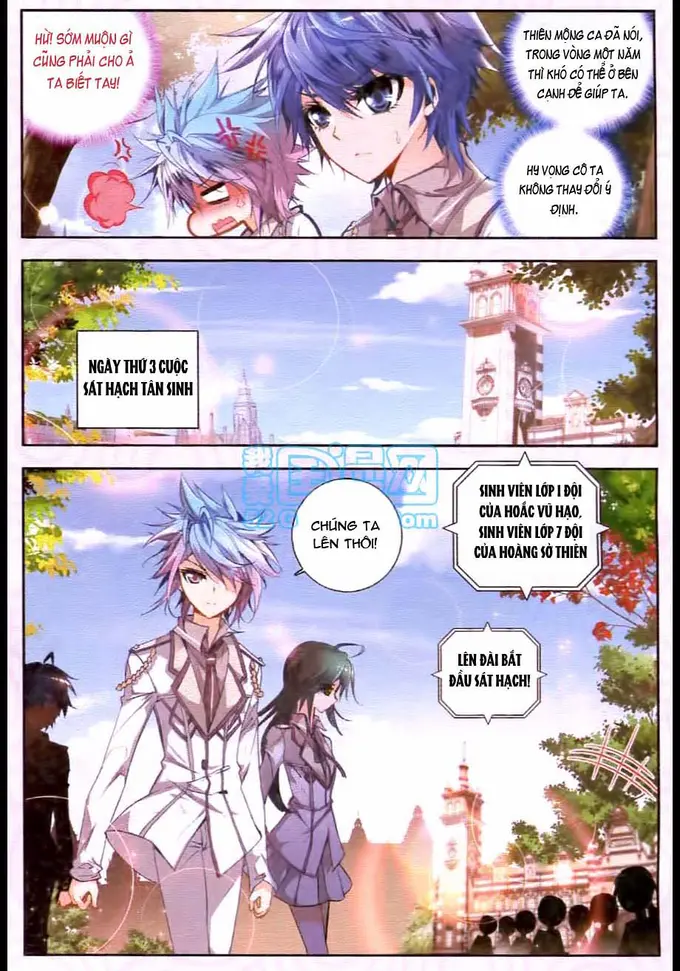 HỪ! SỚM MUỘN GÌ
CŨNG PHẢI CHO Ả
TA BIẾT TAY!
THIÊN MỘNG CA ĐÃ NÓI,
TRONG VÒNG MỘT NĂM
THÌ KHÓ CÓ THỂ Ở BÊN
CẠNH ĐỂ GIÚP TA.
HY VỌNG CÔ TA
KHÔNG THAY ĐỔI Ý
ĐỊNH.
NGÀY THỨ 3 CUỘC
SÁT HẠCH TÂN SINH
CHÚNG TA
LÊN THÔI!
SINH VIÊN LỚP 1 ĐỘI
CỦA HOẮC VŨ HẠO,
SINH VIÊN LỚP 7 ĐỘI
CỦA HOÀNG SỞ THIÊN
LÊN ĐÀI BẮT
ĐẦU SÁT HẠCH!